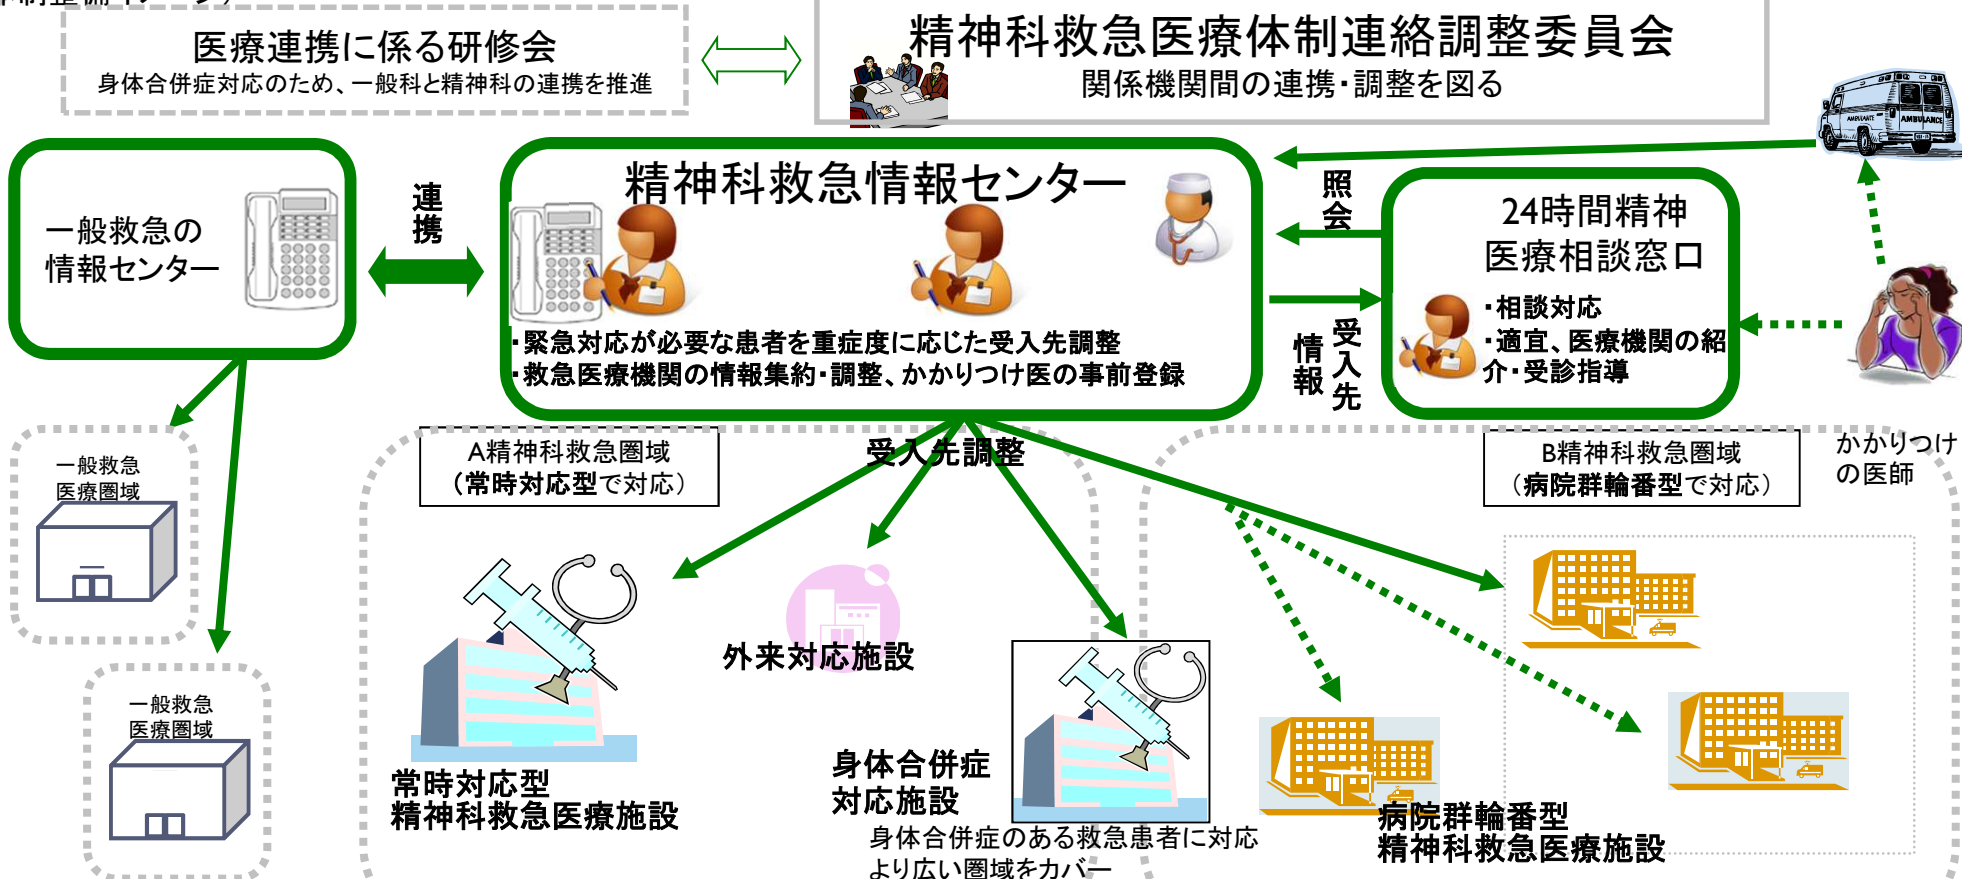 体制整備イメージ）
医療連携に係る研修会
身体合併症対応のため、一般科と精神科の連携を推進
精神科救急医療体制連絡調整委員会
関係機関間の連携・調整を図る
AMBULANCE
AMBULANCE
一般救急の
情報センター
連携
精神科救急情報センター
・緊急対応が必要な患者を重症度に応じた受入先調整
・救急医療機関の情報集約・調整、かかりつけ医の事前登録
照会
受入先
情報
24時間精神
医療相談窓口
・相談対応
・適宜、医療機関の紹
介・受診指導
かかりつけ
の医師
一般救急
医療圏域
一般救急
医療圏域
A精神科救急圏域
（常時対応型で対応）
受入先調整
B精神科救急圏域
（病院群輪番型で対応）
外来対応施設
常時対応型
精神科救急医療施設
身体合併症
対応施設
身体合併症のある救急患者に対応
より広い圏域をカバー
病院群輪番型
精神科救急医療施設